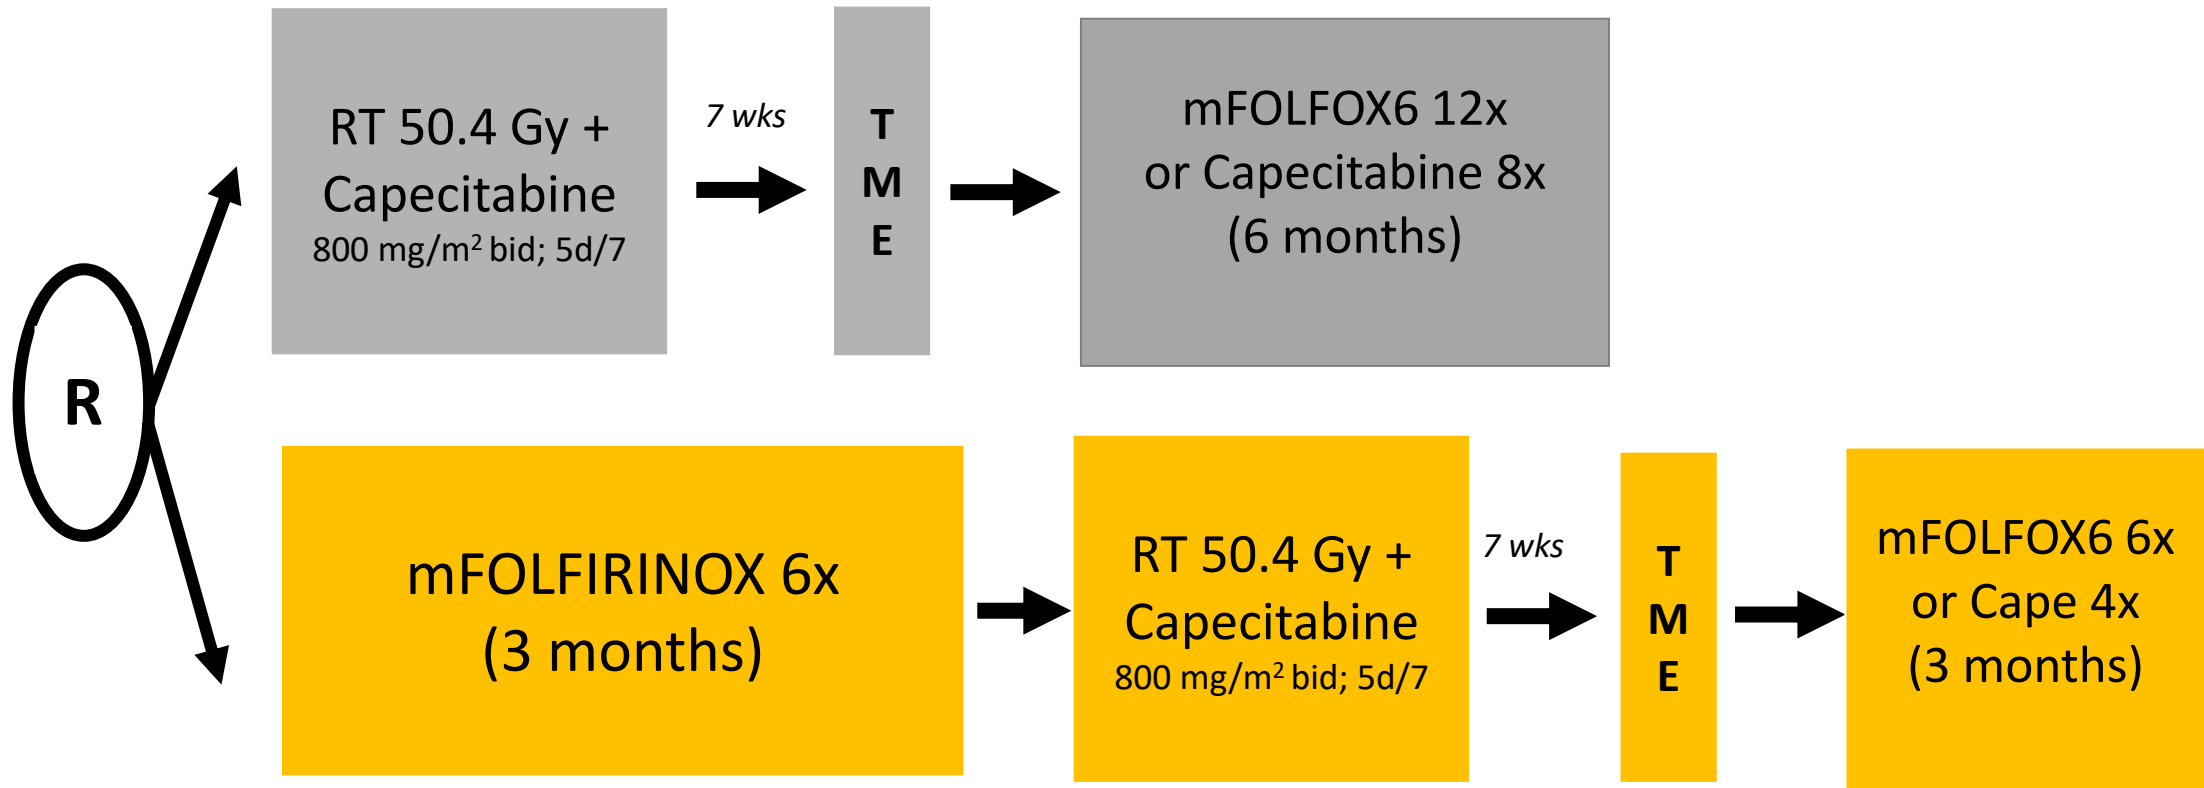 R
RT 50.4 Gy +
Capecitabine
800 mg/m² bid; 5d/7
7 wks
T
M
E
mFOLFOX6 12x
or Capecitabine 8x
(6 months)
mFOLFIRINOX 6x
(3 months)
RT 50.4 Gy +
Capecitabine
800 mg/m² bid; 5d/7
7 wks
T
M
E
mFOLFOX6 6x
or Cape 4x
(3 months)